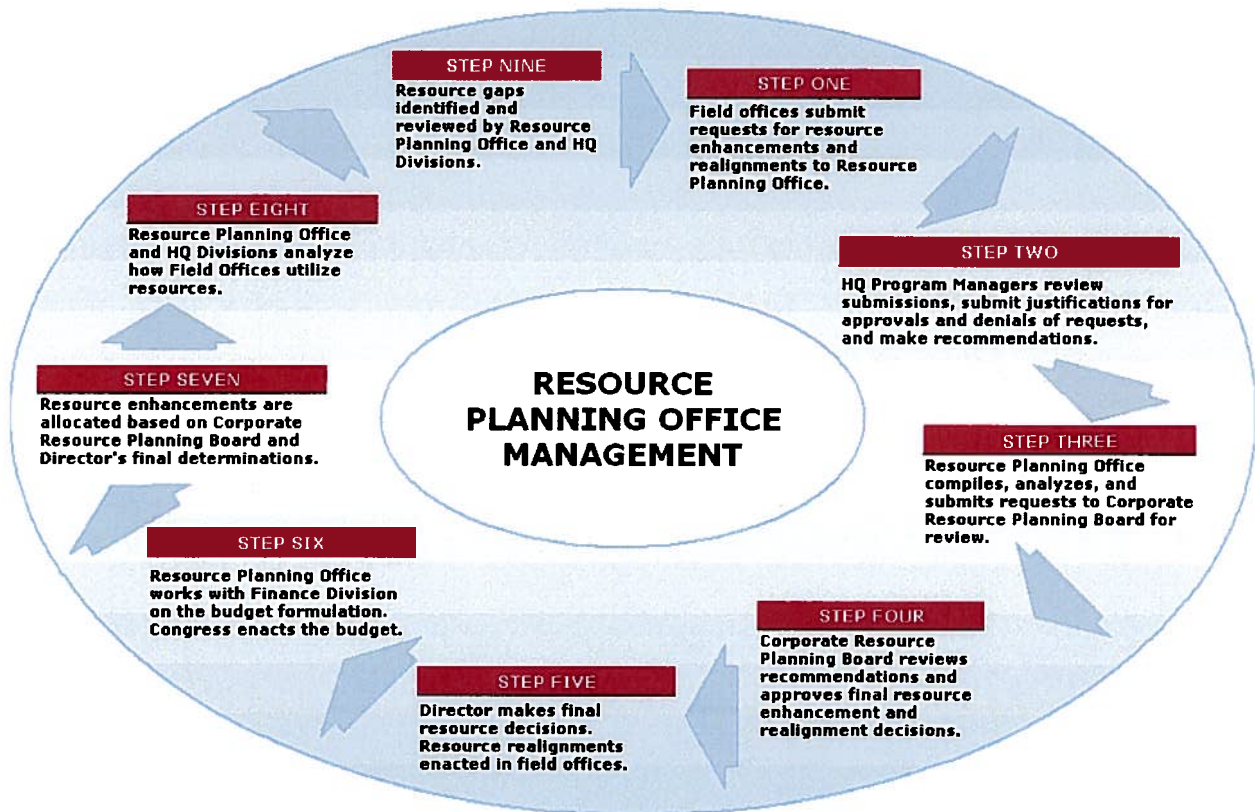 STEP NINE
Resource gaps
identified and
reviewed by Resource
Planning Office and HQ
Divisions.
STEP ONE
Field offices submit
requests for resource
enhancements and
realignments to Resource
Planning Office.
STEP TWO
HQ Program Managers review
submissions, submit justifications for
approvals and denials of requests,
and make recommendations.
STEP THREE
Resource Planning Office
compiles, analyzes, and
submits requests to Corporate
Resource Planning Board for
review.
STEP FOUR
Corporate Resource
Planning Board reviews
recommendations and
approves final resource
enhancement and
realignment decisions.
STEP FIVE
Director makes final
resource decisions.
Resource realignments
enacted in field offices.
STEP SIX
Resource Planning Office
works with Finance Division
on the budget formulation.
Congress enacts the budget.
STEP SEVEN
Resource enhancements are
allocated based on Corporate
Resource Planning Board and
Director's final determinations.
STEP EIGHT
Resource Planning Office
and HQ Divisions analyze
how Field Offices utilize
resources.
RESOURCE
PLANNING OFFICE
MANAGEMENT